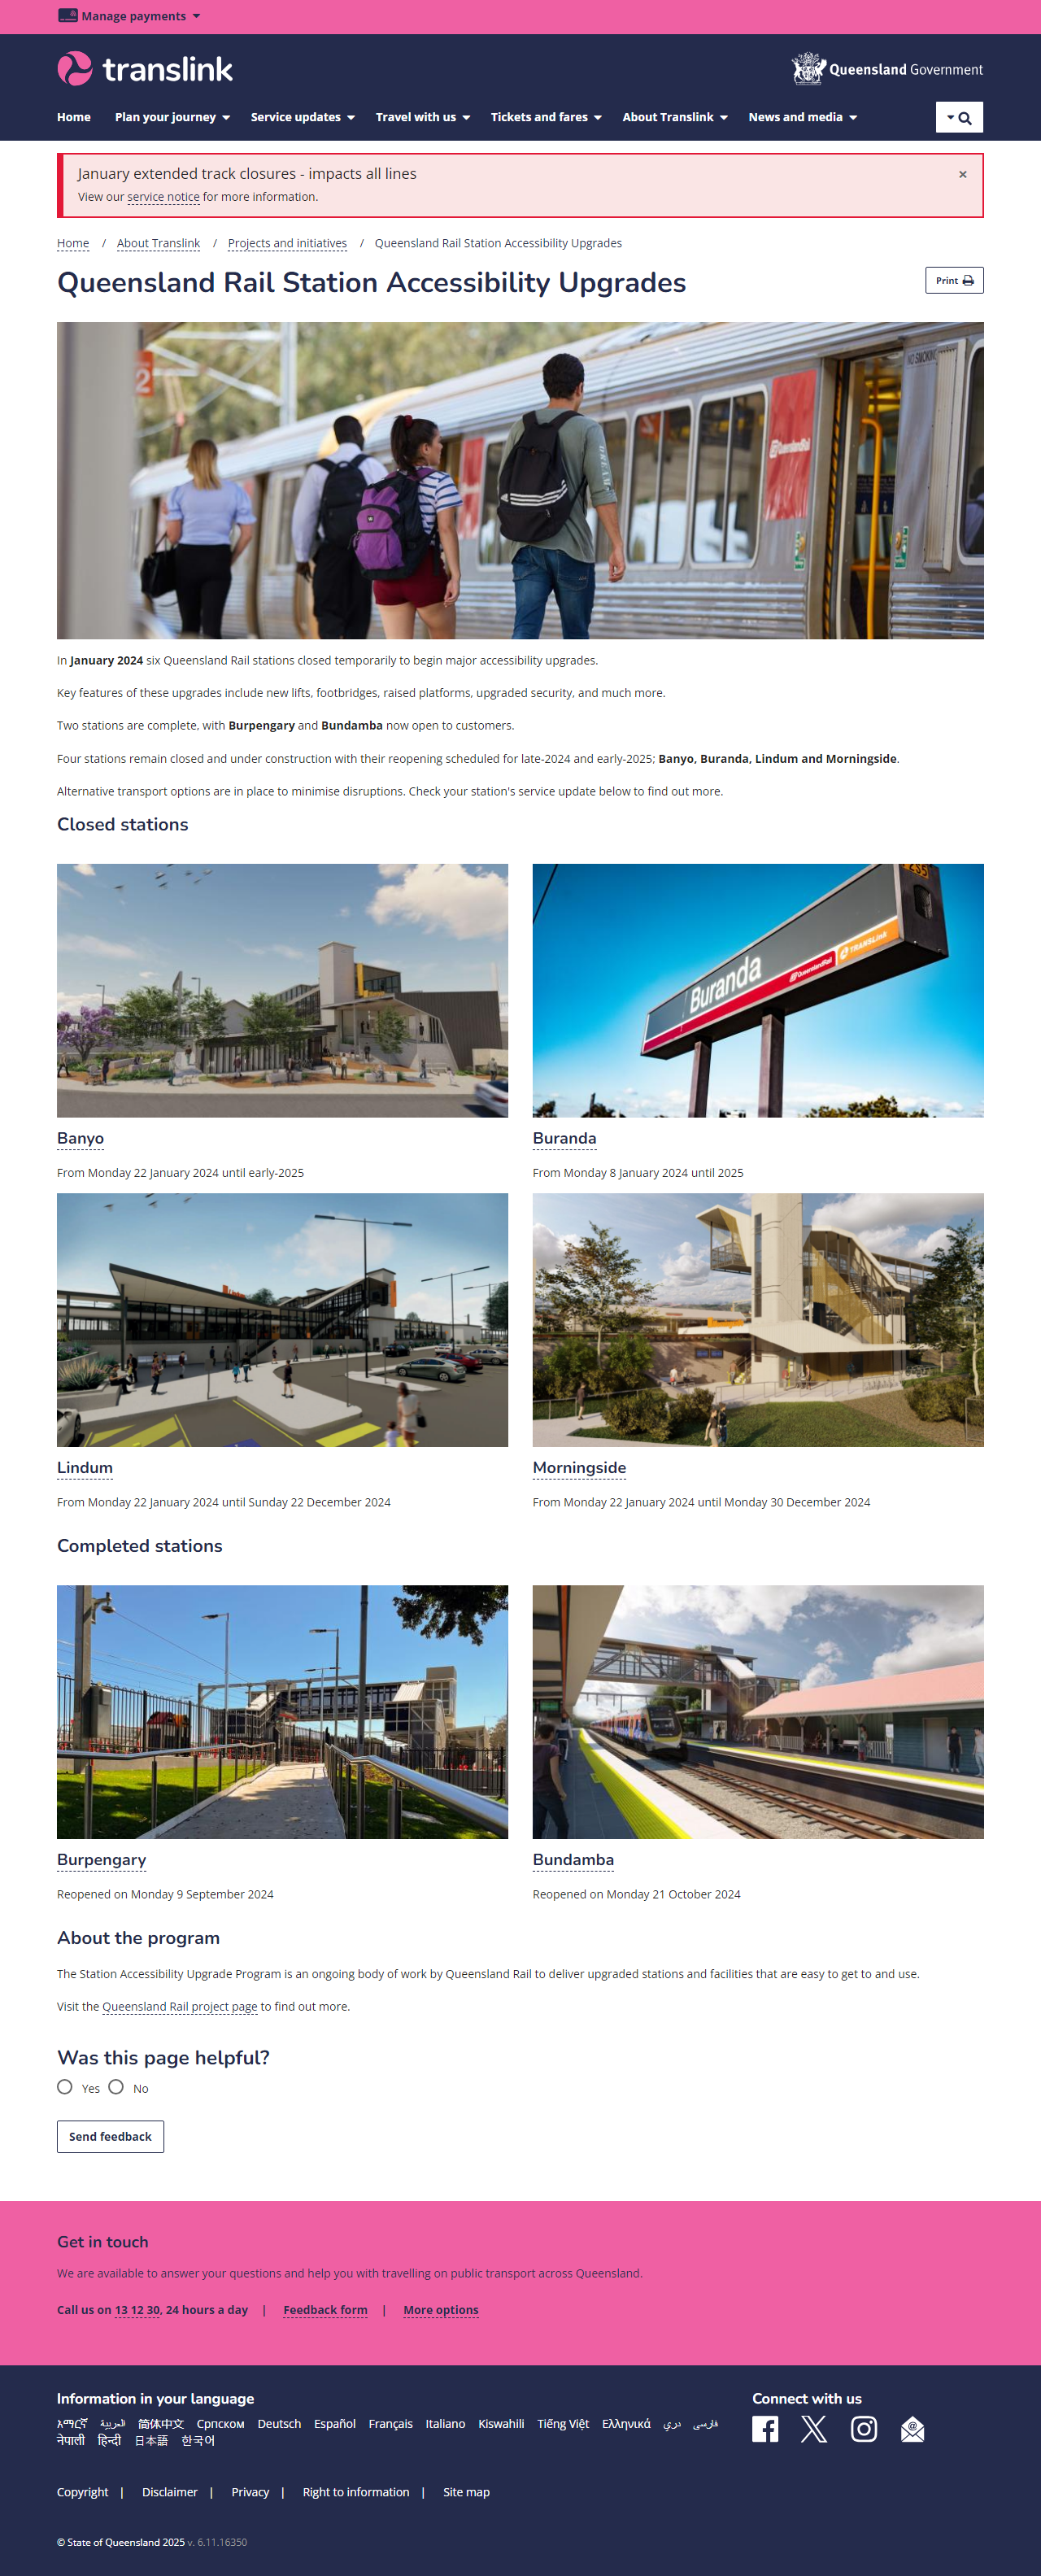 Manage payments
translink
Queensland Government
Home Plan your journey Service updates Travel with us Tickets and fares About Translink News and media
January extended track closures - impacts all lines ×
View our service notice for more information.
Home / About Translink / Projects and initiatives / Queensland Rail Station Accessibility Upgrades
Queensland Rail Station Accessibility Upgrades
Print
2
NO SMOKING
QueenslandRail
In January 2024 six Queensland Rail stations closed temporarily to begin major accessibility upgrades.
Key features of these upgrades include new lifts, footbridges, raised platforms, upgraded security, and much more.
Two stations are complete, with Burpengary and Bundamba now open to customers.
Four stations remain closed and under construction with their reopening scheduled for late-2024 and early-2025; Banyo, Buranda, Lindum and Morningside.
Alternative transport options are in place to minimise disruptions. Check your station's service update below to find out more.
Closed stations
Buranda
QueenslandRail TRANSLink
Banyo
From Monday 22 January 2024 until early-2025
Buranda
From Monday 8 January 2024 until 2025
Lindum
From Monday 22 January 2024 until Sunday 22 December 2024
Morningside
From Monday 22 January 2024 until Monday 30 December 2024
Completed stations
Burpengary
Reopened on Monday 9 September 2024
Bundamba
Reopened on Monday 21 October 2024
About the program
The Station Accessibility Upgrade Program is an ongoing body of work by Queensland Rail to deliver upgraded stations and facilities that are easy to get to and use.
Visit the Queensland Rail project page to find out more.
Was this page helpful?
Yes No
Send feedback
Get in touch
We are available to answer your questions and help you with travelling on public transport across Queensland.
Call us on 13 12 30, 24 hours a day | Feedback form | More options
Information in your language
አማርኛ العربية 简体中文 Српском Deutsch Español Français Italiano Kiswahili Tiếng Việt Ελληνικά دري فارسی
नेपाली हिन्दी 日本語 한국어
Connect with us
Copyright | Disclaimer | Privacy | Right to information | Site map
© State of Queensland 2025 v. 6.11.16350